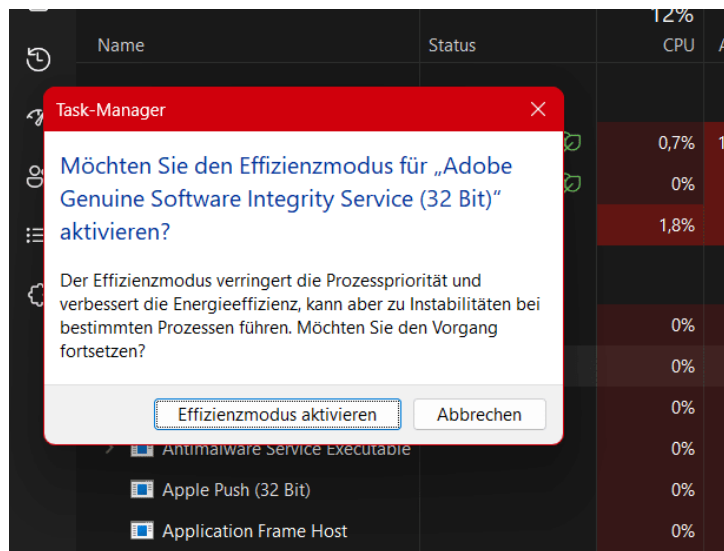 12%
Name Status CPU
Task-Manager
Möchten Sie den Effizienzmodus für „Adobe
Genuine Software Integrity Service (32 Bit)“
aktivieren?
Der Effizienzmodus verringert die Prozesspriorität und
verbessert die Energieeffizienz, kann aber zu Instabilitäten bei
bestimmten Prozessen führen. Möchten Sie den Vorgang
fortsetzen?
Effizienzmodus aktivieren Abbrechen
0,7%
0%
1,8%
0%
0%
0%
Antimalware Service Executable 0%
Apple Push (32 Bit) 0%
Application Frame Host 0%